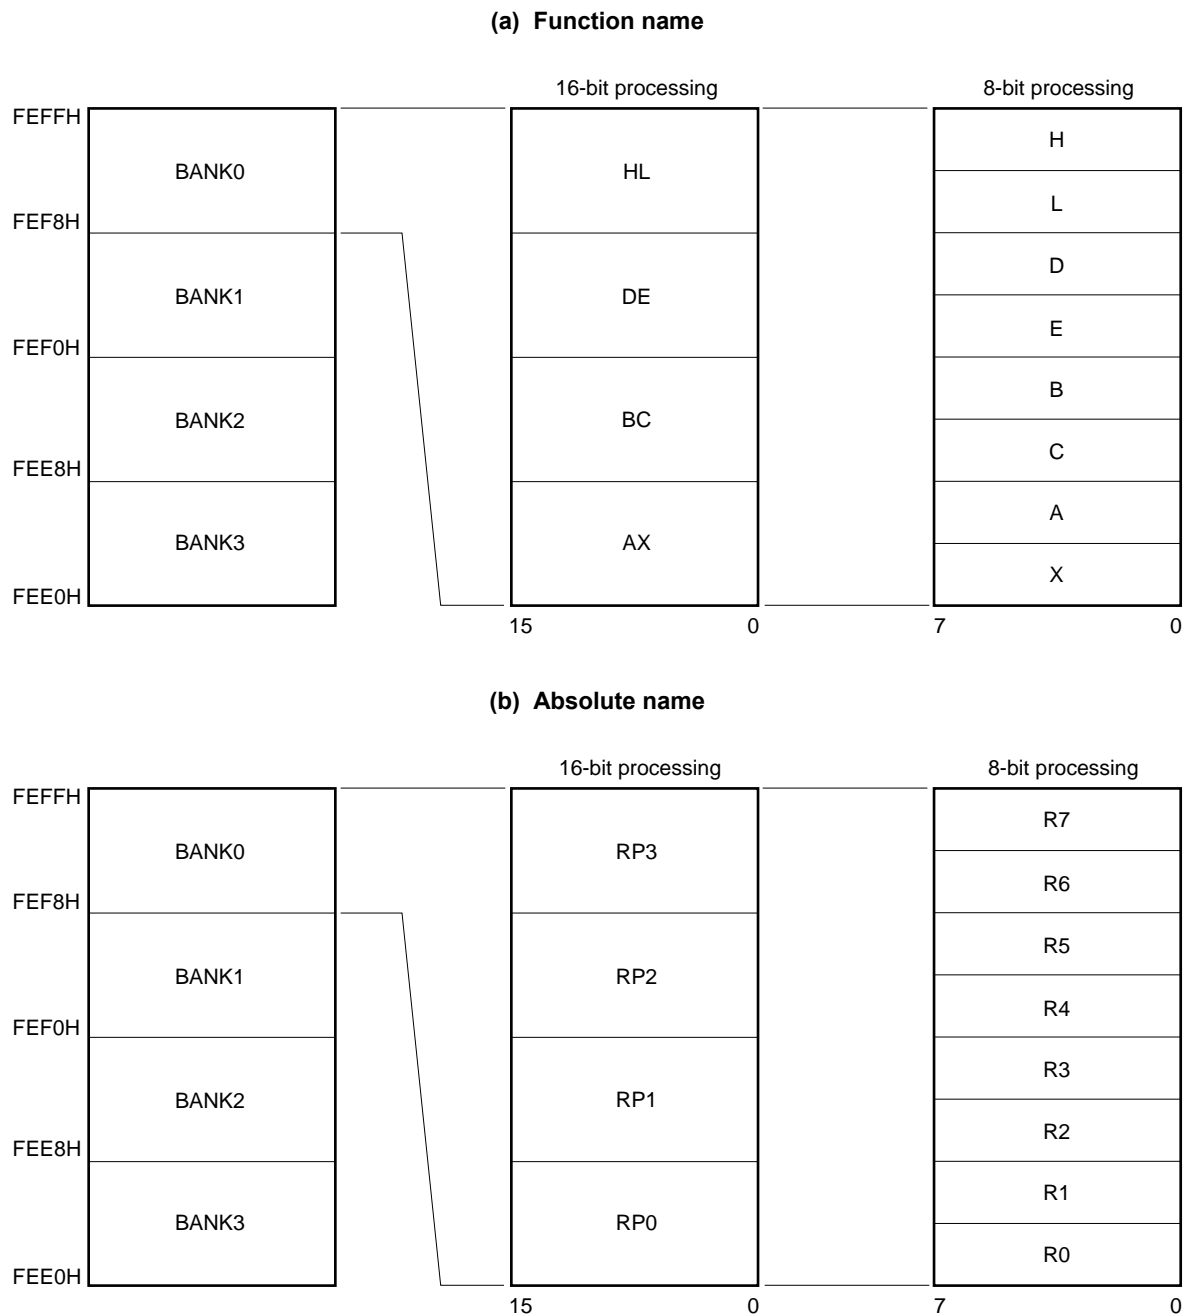 (a) Function name
16-bit processing
8-bit processing
FEFFH
BANK0
HL
H
L
FEF8H
BANK1
DE
D
E
FEF0H
BANK2
BC
B
C
FEE8H
BANK3
AX
A
X
FEE0H
15
0
7
0
(b) Absolute name
16-bit processing
8-bit processing
FEFFH
BANK0
RP3
R7
R6
FEF8H
BANK1
RP2
R5
R4
FEF0H
BANK2
RP1
R3
R2
FEE8H
BANK3
RP0
R1
R0
FEE0H
15
0
7
0